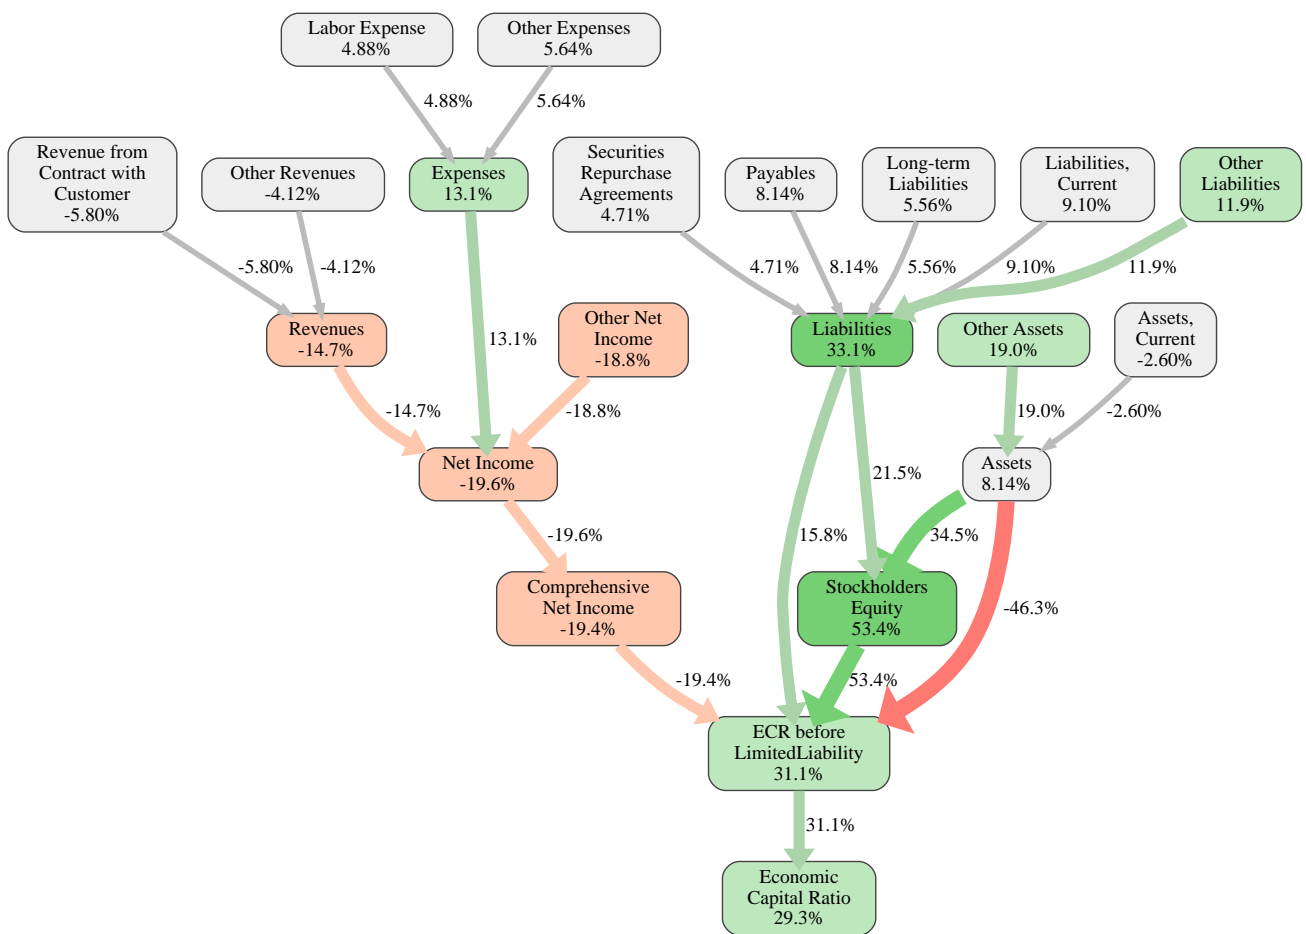 Labor Expense
4.88%
Other Expenses
5.64%
4.88%
5.64%
Revenue from
Contract with
Customer
-5.80%
Other Revenues
-4.12%
Expenses
13.1%
Securities
Repurchase
Agreements
4.71%
Payables
8.14%
Long-term
Liabilities
5.56%
Liabilities,
Current
9.10%
Other
Liabilities
11.9%
-5.80%
-4.12%
4.71%
8.14%
5.56%
9.10%
11.9%
Revenues
-14.7%
13.1%
Other Net
Income
-18.8%
Liabilities
33.1%
Other Assets
19.0%
Assets,
Current
-2.60%
-14.7%
-18.8%
19.0%
-2.60%
Net Income
-19.6%
21.5%
Assets
8.14%
-19.6%
15.8%
34.5%
Comprehensive
Net Income
-19.4%
Stockholders
Equity
53.4%
-46.3%
-19.4%
53.4%
ECR before
LimitedLiability
31.1%
31.1%
Economic
Capital Ratio
29.3%